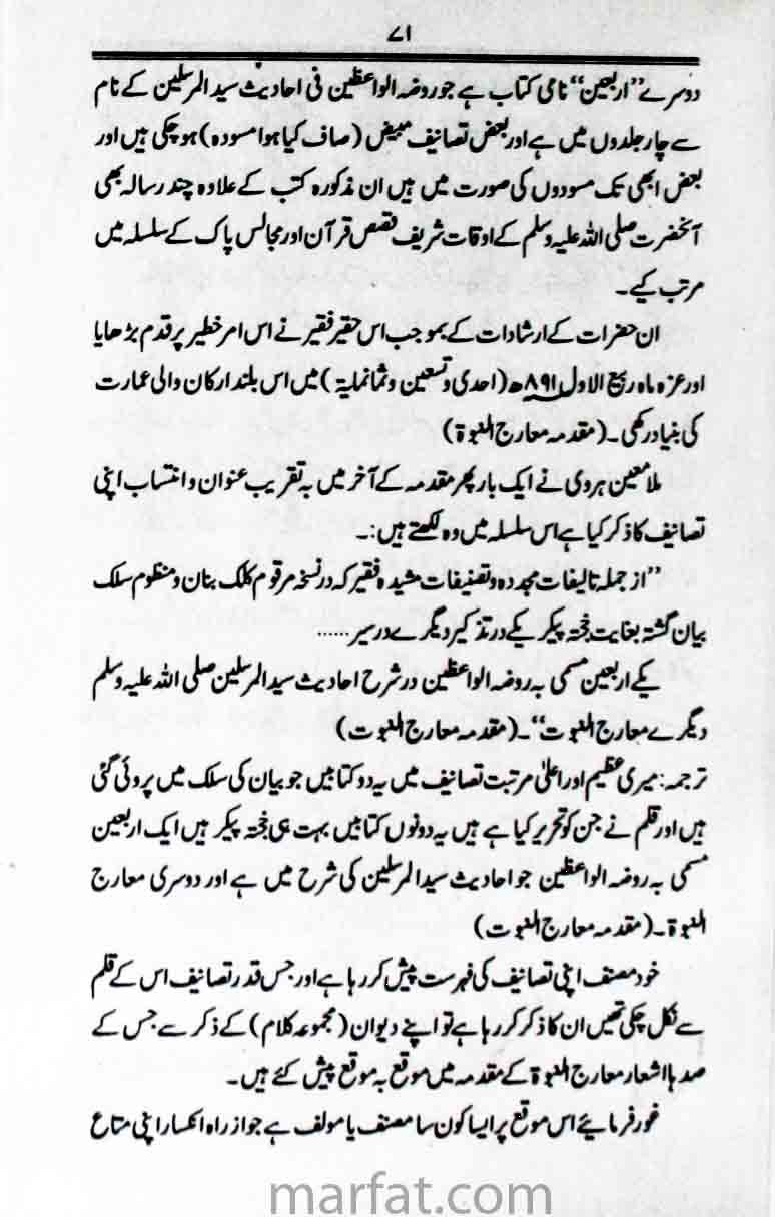 ۷۱
دوسرے ’’اربعین‘‘ نامی کتاب ہے جو روضہ الواعظین فی احادیث سید المرسلین کے نام
سے چار جلدوں میں ہے اور بعض تصانیف مبیض (صاف کیا ہوا مسودہ) ہو چکی ہیں اور
بعض ابھی تک مسودوں کی صورت میں ہیں ان مذکورہ کتب کے علاوہ چند رسالہ بھی
آنحضرت صلی اللہ علیہ وسلم کے اوقات شریف قصص قرآن اور مجالس پاک کے سلسلہ میں
مرتب کیے۔
ان حضرات کے ارشادات کے بموجب اس حقیر فقیر نے اس امر خطیر پر قدم بڑھایا
اور غرہ ماہ ربیع الاول ۸۹۱ھ (احدی و تسعین و ثمانمایۃ) میں اس بلند ارکان والی عمارت
کی بنیاد رکھی۔ (مقدمہ معارج النبوۃ)
ملا معین ہروی نے ایک بار پھر مقدمہ کے آخر میں بہ تقریب عنوان و انتساب اپنی
تصانیف کا ذکر کیا ہے اس سلسلہ میں وہ لکھتے ہیں:۔
’’از جملہ تالیفات مجددہ و تصنیفات مشیدہ فقیر کہ در نسخہ مرقوم کلک بنان و منظوم سلک
بیان گشتہ بغایت فختہ پیکر یکے در تذکیر دیگرے در سیر ......
یکے اربعین مسمی بہ روضہ الواعظین در شرح احادیث سید المرسلین صلی اللہ علیہ وسلم
دیگرے معارج النبوت‘‘۔ (مقدمہ معارج النبوت)
ترجمہ: میری عظیم اور اعلیٰ مرتبت تصانیف میں یہ دو کتابیں جو بیان کی سلک میں پروئی گئی
ہیں اور قلم نے جن کو تحریر کیا ہے ہیں یہ دونوں کتابیں بہت ہی فختہ پیکر ہیں ایک اربعین
مسمی بہ روضہ الواعظین جو احادیث سید المرسلین کی شرح میں ہے اور دوسری معارج
النبوۃ۔ (مقدمہ معارج النبوت)
خود مصنف اپنی تصانیف کی فہرست پیش کر رہا ہے اور جس قدر تصانیف اس کے قلم
سے نکل چکی تھیں ان کا ذکر کر رہا ہے تو اپنے دیوان (مجموعہ کلام) کے ذکر سے جس کے
صدہا اشعار معارج النبوۃ کے مقدمہ میں موقع بہ موقع پیش کئے ہیں۔
غور فرمایئے اس موقع پر ایسا کون سا مصنف یا مولف ہے جو از راہ انکسار اپنی متاع
marfat.com